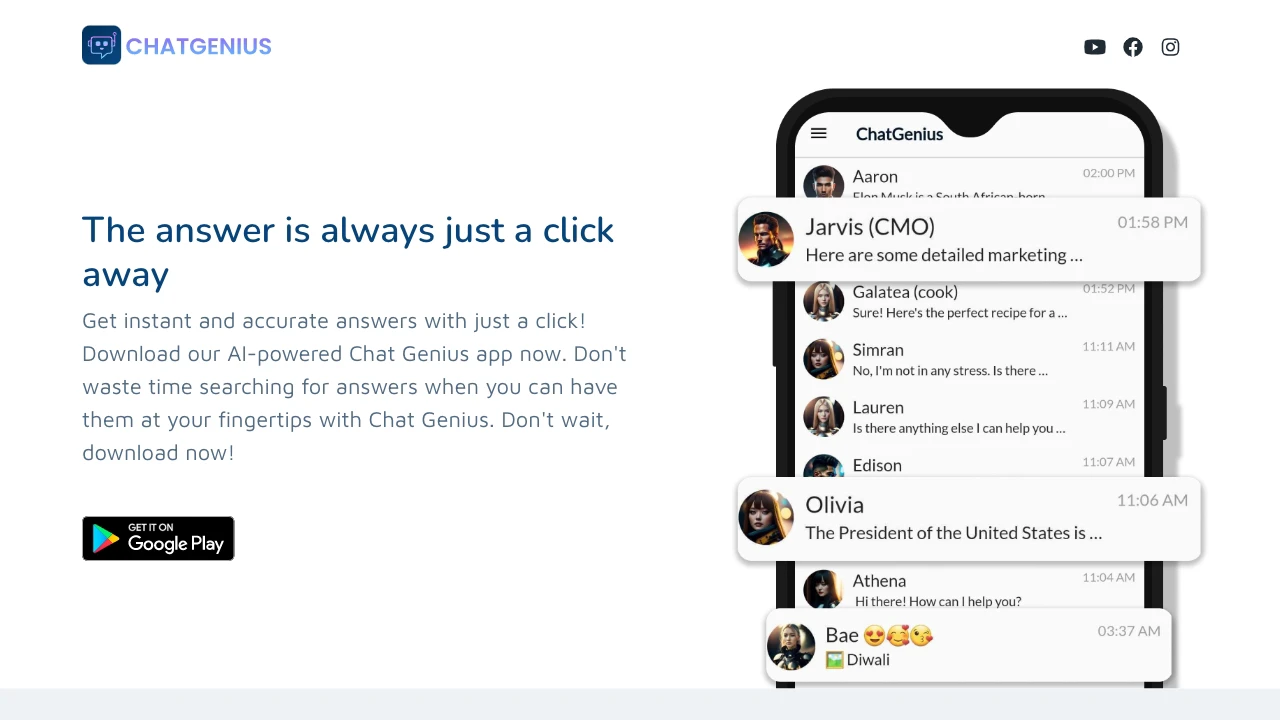 CHATGENIUS
The answer is always just a click
away
Get instant and accurate answers with just a click!
Download our AI-powered Chat Genius app now. Don't
waste time searching for answers when you can have
them at your fingertips with Chat Genius. Don't wait,
download now!
GET IT ON
Google Play
ChatGenius
Aaron 02:00 PM
Elon Musk is a South African-born
Jarvis (CMO) 01:58 PM
Here are some detailed marketing ...
Galatea (cook) 01:52 PM
Sure! Here's the perfect recipe for a ...
Simran 11:11 AM
No, I'm not in any stress. Is there ...
Lauren 11:09 AM
Is there anything else I can help you ...
Edison 11:07 AM
Olivia 11:06 AM
The President of the United States is ...
Athena 11:04 AM
Hi there! How can I help you?
Bae 😍🥰😘 03:37 AM
🖼️ Diwali